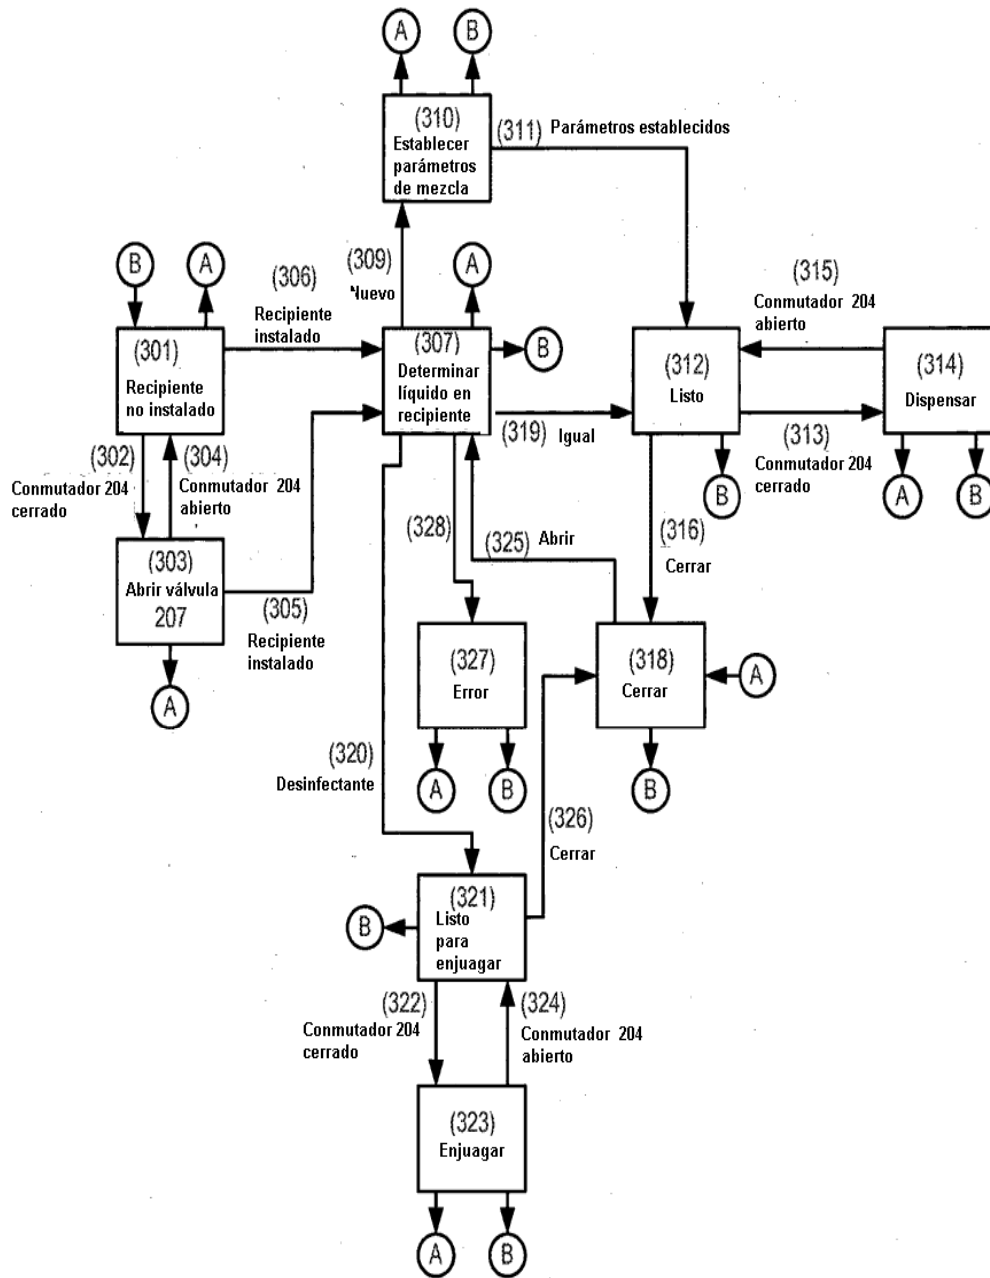 A
B
(310)
Establecer
parámetros
de mezcla
(311) Parámetros establecidos
B
A
(306)
Recipiente
instalado
(309)
Nuevo
A
(315)
Conmutador 204
abierto
(301)
Recipiente
no instalado
(307)
Determinar
líquido en
recipiente
B
(312)
Listo
(314)
Dispensar
(302)
Conmutador 204
cerrado
(304)
Conmutador 204
abierto
(319) Igual
(313)
Conmutador 204
cerrado
B
A
B
(303)
Abrir válvula
207
(305)
Recipiente
instalado
A
(328)
(325) Abrir
(316)
Cerrar
(327)
Error
(318)
Cerrar
A
A
B
B
(320)
Desinfectante
(326)
Cerrar
(321)
Listo
para
enjuagar
B
(322)
Conmutador 204
cerrado
(324)
Conmutador 204
abierto
(323)
Enjuagar
A
B